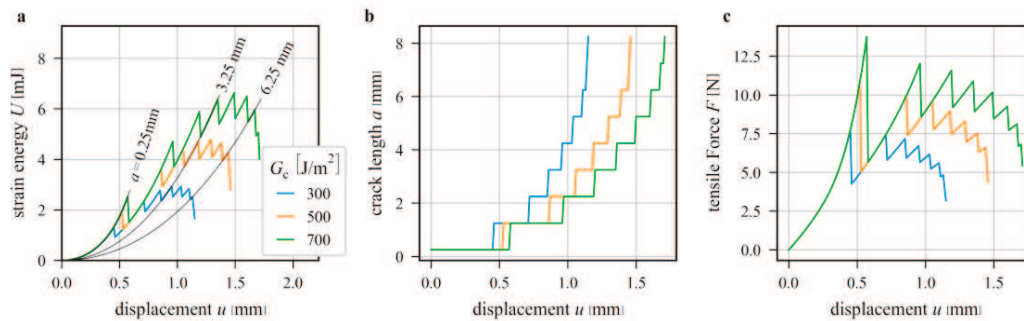 a
b
c
strain energy U [mJ]
8
6
4
2
0
a = 0.25mm
3.25 mm
6.25 mm
G_c [J/m²]
300
500
700
0.0 0.5 1.0 1.5 2.0
displacement u [mm]
crack length a [mm]
8
6
4
2
0
0.0 0.5 1.0 1.5
displacement u [mm]
tensile Force F [N]
12.5
10.0
7.5
5.0
2.5
0.0
0.0 0.5 1.0 1.5
displacement u [mm]